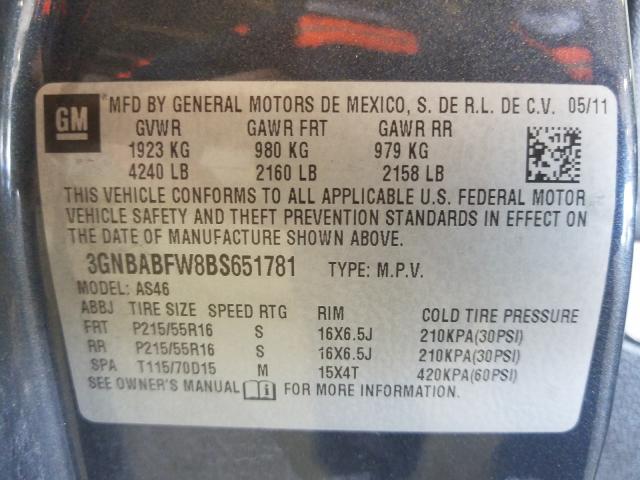 GM MFD BY GENERAL MOTORS DE MEXICO, S. DE R.L. DE C.V. 05/11
GVWR GAWR FRT GAWR RR
1923 KG 980 KG 979 KG
4240 LB 2160 LB 2158 LB
THIS VEHICLE CONFORMS TO ALL APPLICABLE U.S. FEDERAL MOTOR
VEHICLE SAFETY AND THEFT PREVENTION STANDARDS IN EFFECT ON
THE DATE OF MANUFACTURE SHOWN ABOVE.
3GNBABFW8BS651781 TYPE: M.P.V.
MODEL: AS46
ABBJ TIRE SIZE SPEED RTG RIM COLD TIRE PRESSURE
FRT P215/55R16 S 16X6.5J 210KPA(30PSI)
RR P215/55R16 S 16X6.5J 210KPA(30PSI)
SPA T115/70D15 M 15X4T 420KPA(60PSI)
SEE OWNER'S MANUAL FOR MORE INFORMATION.